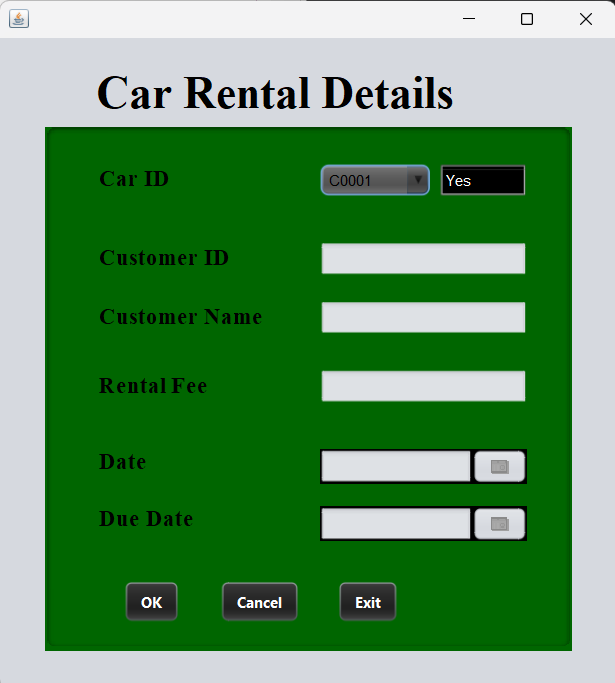 Car Rental Details
Car ID C0001 Yes
Customer ID
Customer Name
Rental Fee
Date
Due Date
OK Cancel Exit